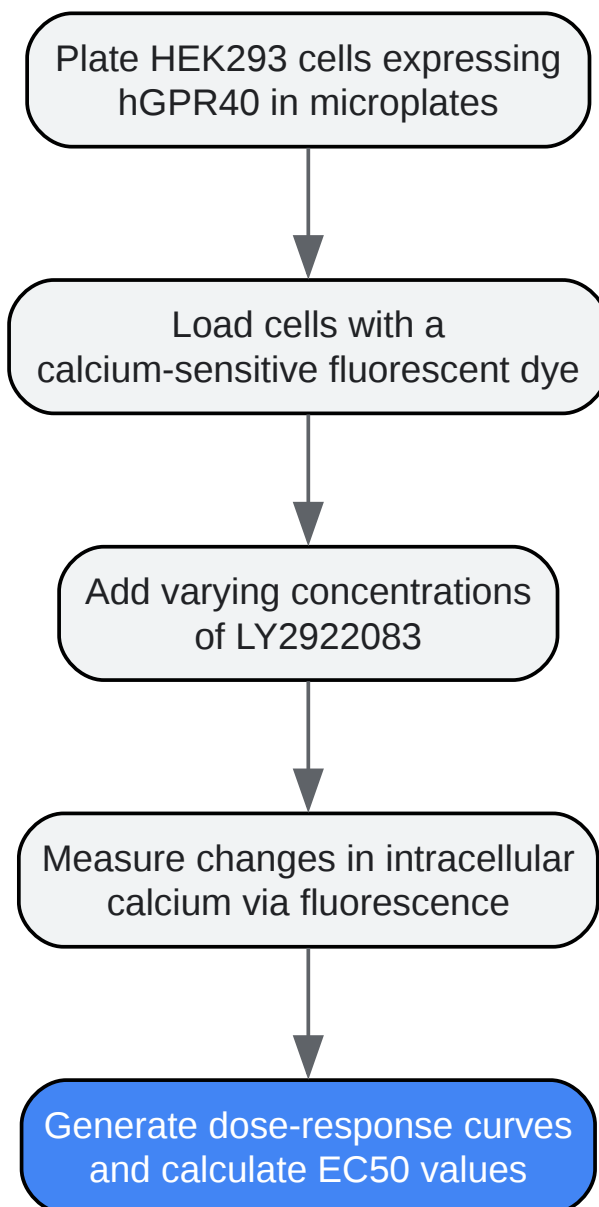 Plate HEK293 cells expressing
hGPR40 in microplates
Load cells with a
calcium-sensitive fluorescent dye
Add varying concentrations
of LY2922083
Measure changes in intracellular
calcium via fluorescence
Generate dose-response curves
and calculate EC50 values